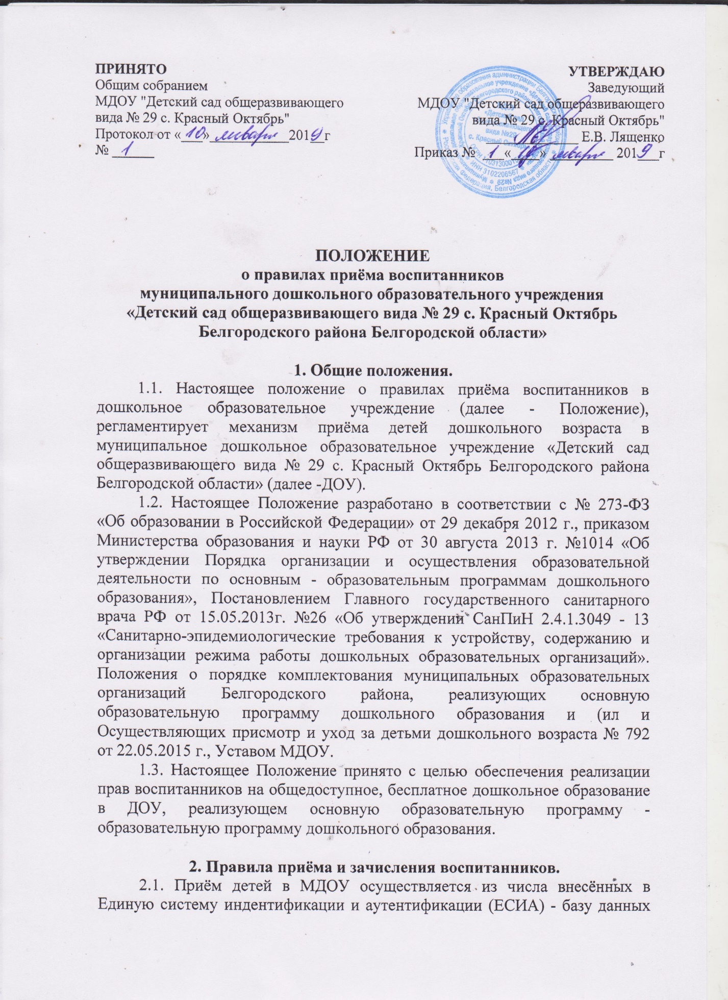 ПРИНЯТО
Общим собранием
МДОУ "Детский сад общеразвивающего
вида № 29 с. Красный Октябрь"
Протокол от «10» января 2019 г
№ 1
УТВЕРЖДАЮ
Заведующий
МДОУ "Детский сад общеразвивающего
вида № 29 с. Красный Октябрь"
Е.В. Лященко
Приказ № 1 «10» января 2019 г
ИНН 3102206567
ПОЛОЖЕНИЕ
о правилах приёма воспитанников
муниципального дошкольного образовательного учреждения
«Детский сад общеразвивающего вида № 29 с. Красный Октябрь
Белгородского района Белгородской области»
1. Общие положения.
1.1. Настоящее положение о правилах приёма воспитанников в
дошкольное образовательное учреждение (далее - Положение),
регламентирует механизм приёма детей дошкольного возраста в
муниципальное дошкольное образовательное учреждение «Детский сад
общеразвивающего вида № 29 с. Красный Октябрь Белгородского района
Белгородской области» (далее -ДОУ).
1.2. Настоящее Положение разработано в соответствии с № 273-ФЗ
«Об образовании в Российской Федерации» от 29 декабря 2012 г., приказом
Министерства образования и науки РФ от 30 августа 2013 г. №1014 «Об
утверждении Порядка организации и осуществления образовательной
деятельности по основным - образовательным программам дошкольного
образования», Постановлением Главного государственного санитарного
врача РФ от 15.05.2013г. №26 «Об утверждений СанПиН 2.4.1.3049 - 13
«Санитарно-эпидемиологические требования к устройству, содержанию и
организации режима работы дошкольных образовательных организаций».
Положения о порядке комплектования муниципальных образовательных
организаций Белгородского района, реализующих основную
образовательную программу дошкольного образования и (ил и
Осуществляющих присмотр и уход за детьми дошкольного возраста № 792
от 22.05.2015 г., Уставом МДОУ.
1.3. Настоящее Положение принято с целью обеспечения реализации
прав воспитанников на общедоступное, бесплатное дошкольное образование
в ДОУ, реализующем основную образовательную программу -
образовательную программу дошкольного образования.
2. Правила приёма и зачисления воспитанников.
2.1. Приём детей в МДОУ осуществляется из числа внесённых в
Единую систему индентификации и аутентификации (ЕСИА) - базу данных